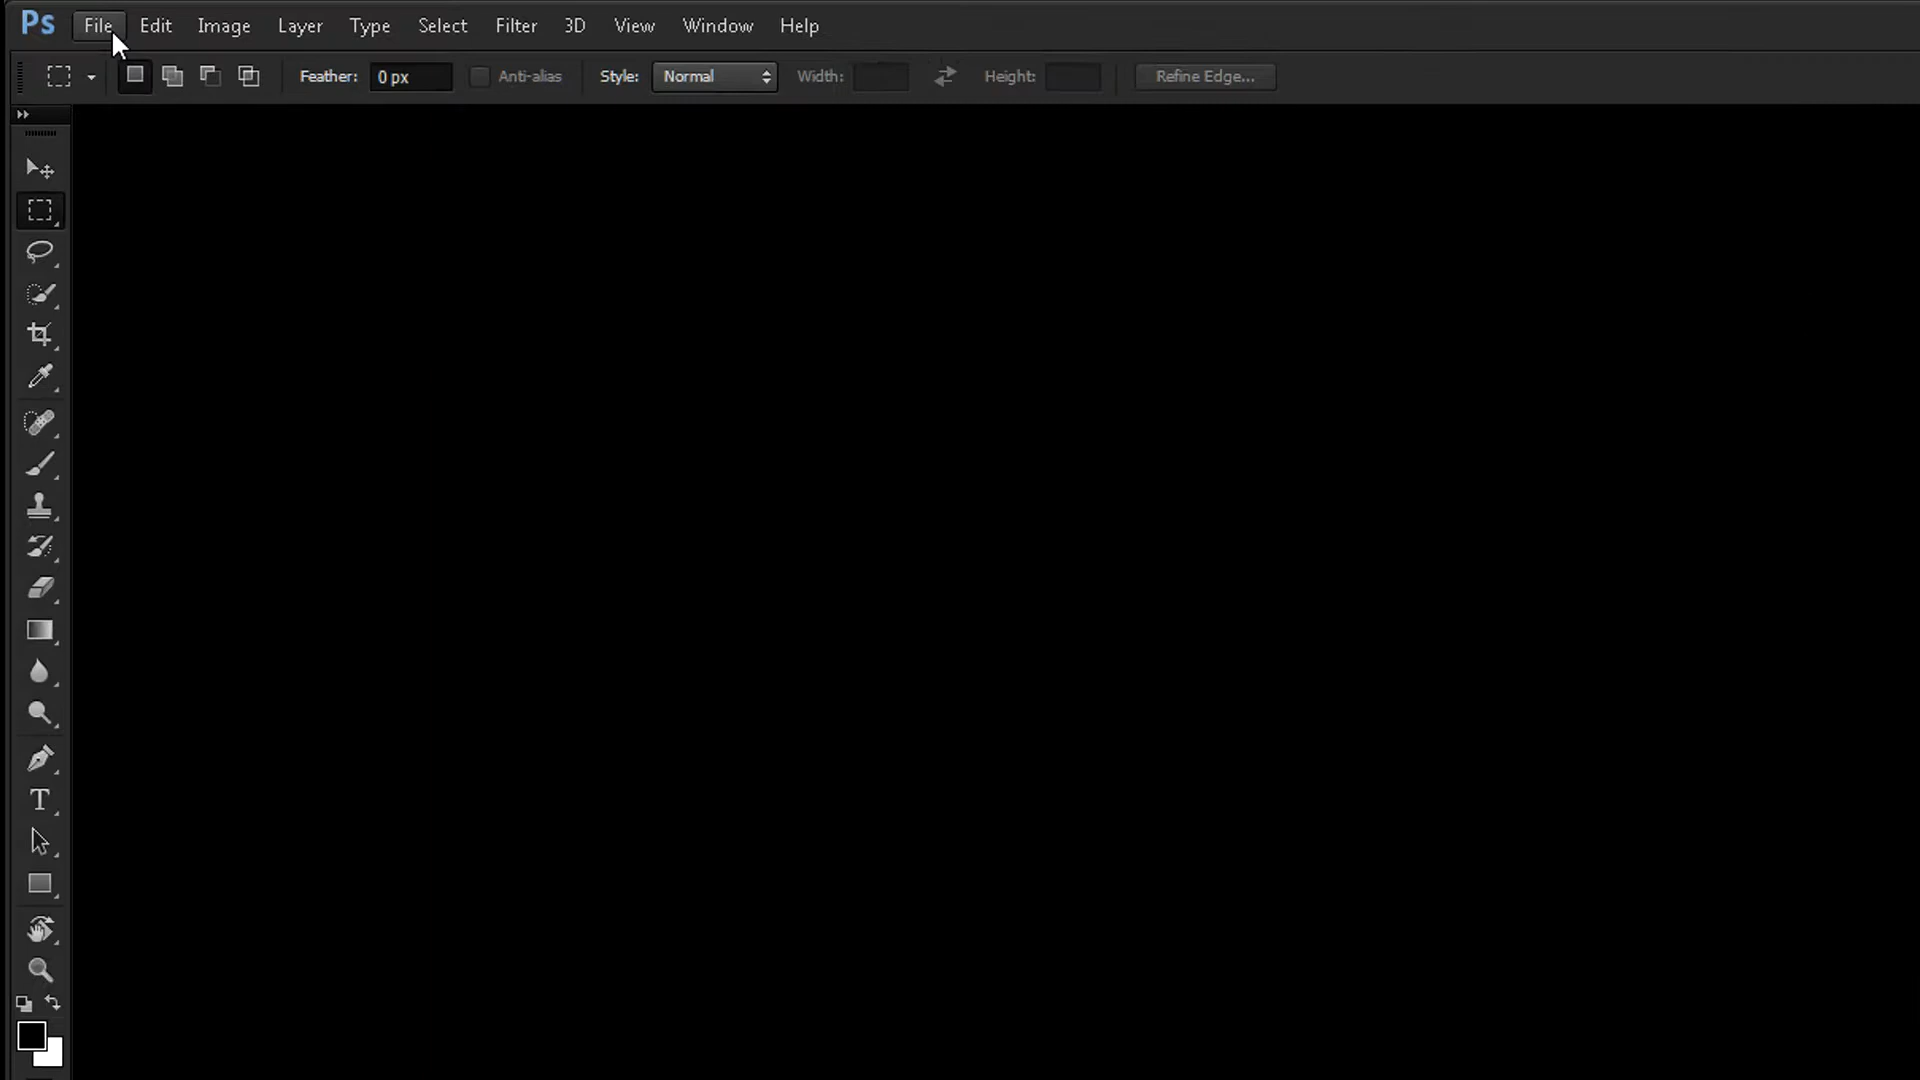 Ps File Edit Image Layer Type Select Filter 3D View Window Help
Feather: 0 px Anti-alias Style: Normal Width: Height: Refine Edge...
T